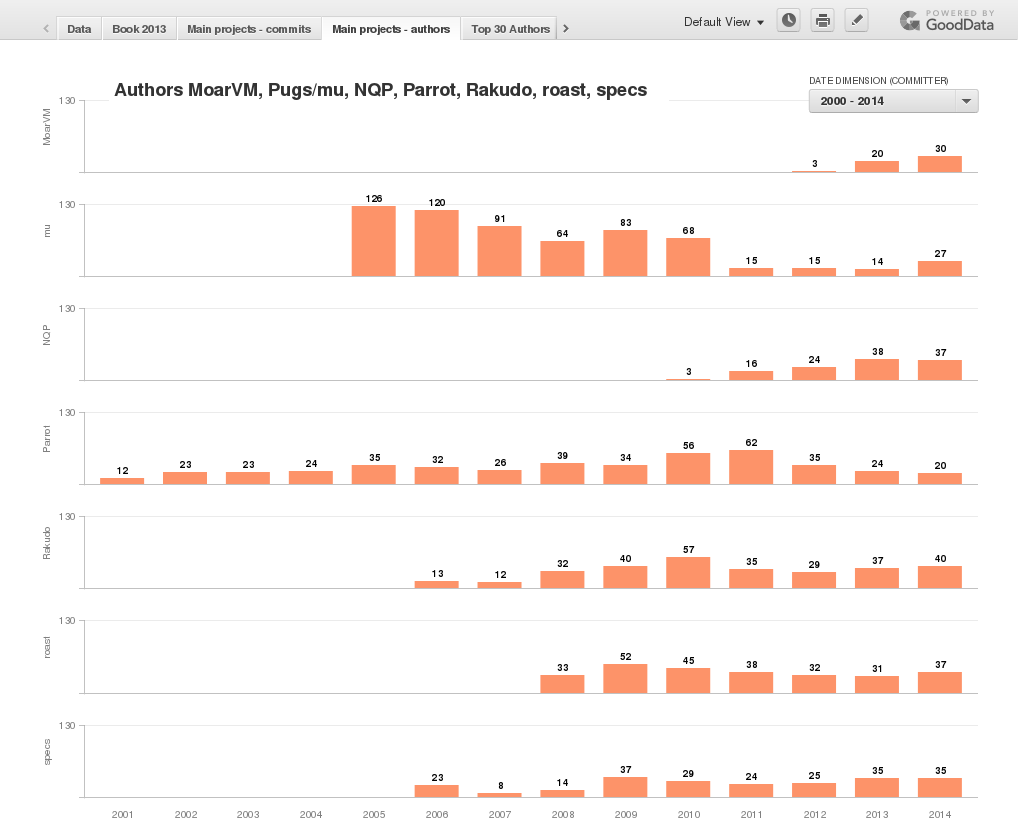 Data Book 2013 Main projects - commits Main projects - authors Top 30 Authors Default View POWERED BY GoodData
DATE DIMENSION (COMMITTER)
2000 - 2014
Authors MoarVM, Pugs/mu, NQP, Parrot, Rakudo, roast, specs
130
MoarVM
3 20 30
130
mu
126 120 91 64 83 68 15 15 14 27
130
NQP
3 16 24 38 37
130
Parrot
12 23 23 24 35 32 26 39 34 56 62 35 24 20
130
Rakudo
13 12 32 40 57 35 29 37 40
130
roast
33 52 45 38 32 31 37
130
specs
23 8 14 37 29 24 25 35 35
2001 2002 2003 2004 2005 2006 2007 2008 2009 2010 2011 2012 2013 2014